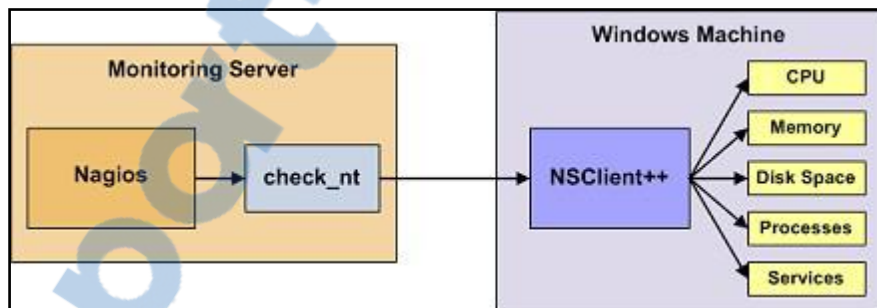 Monitoring Server
Nagios
check_nt
Windows Machine
NSClient++
CPU
Memory
Disk Space
Processes
Services